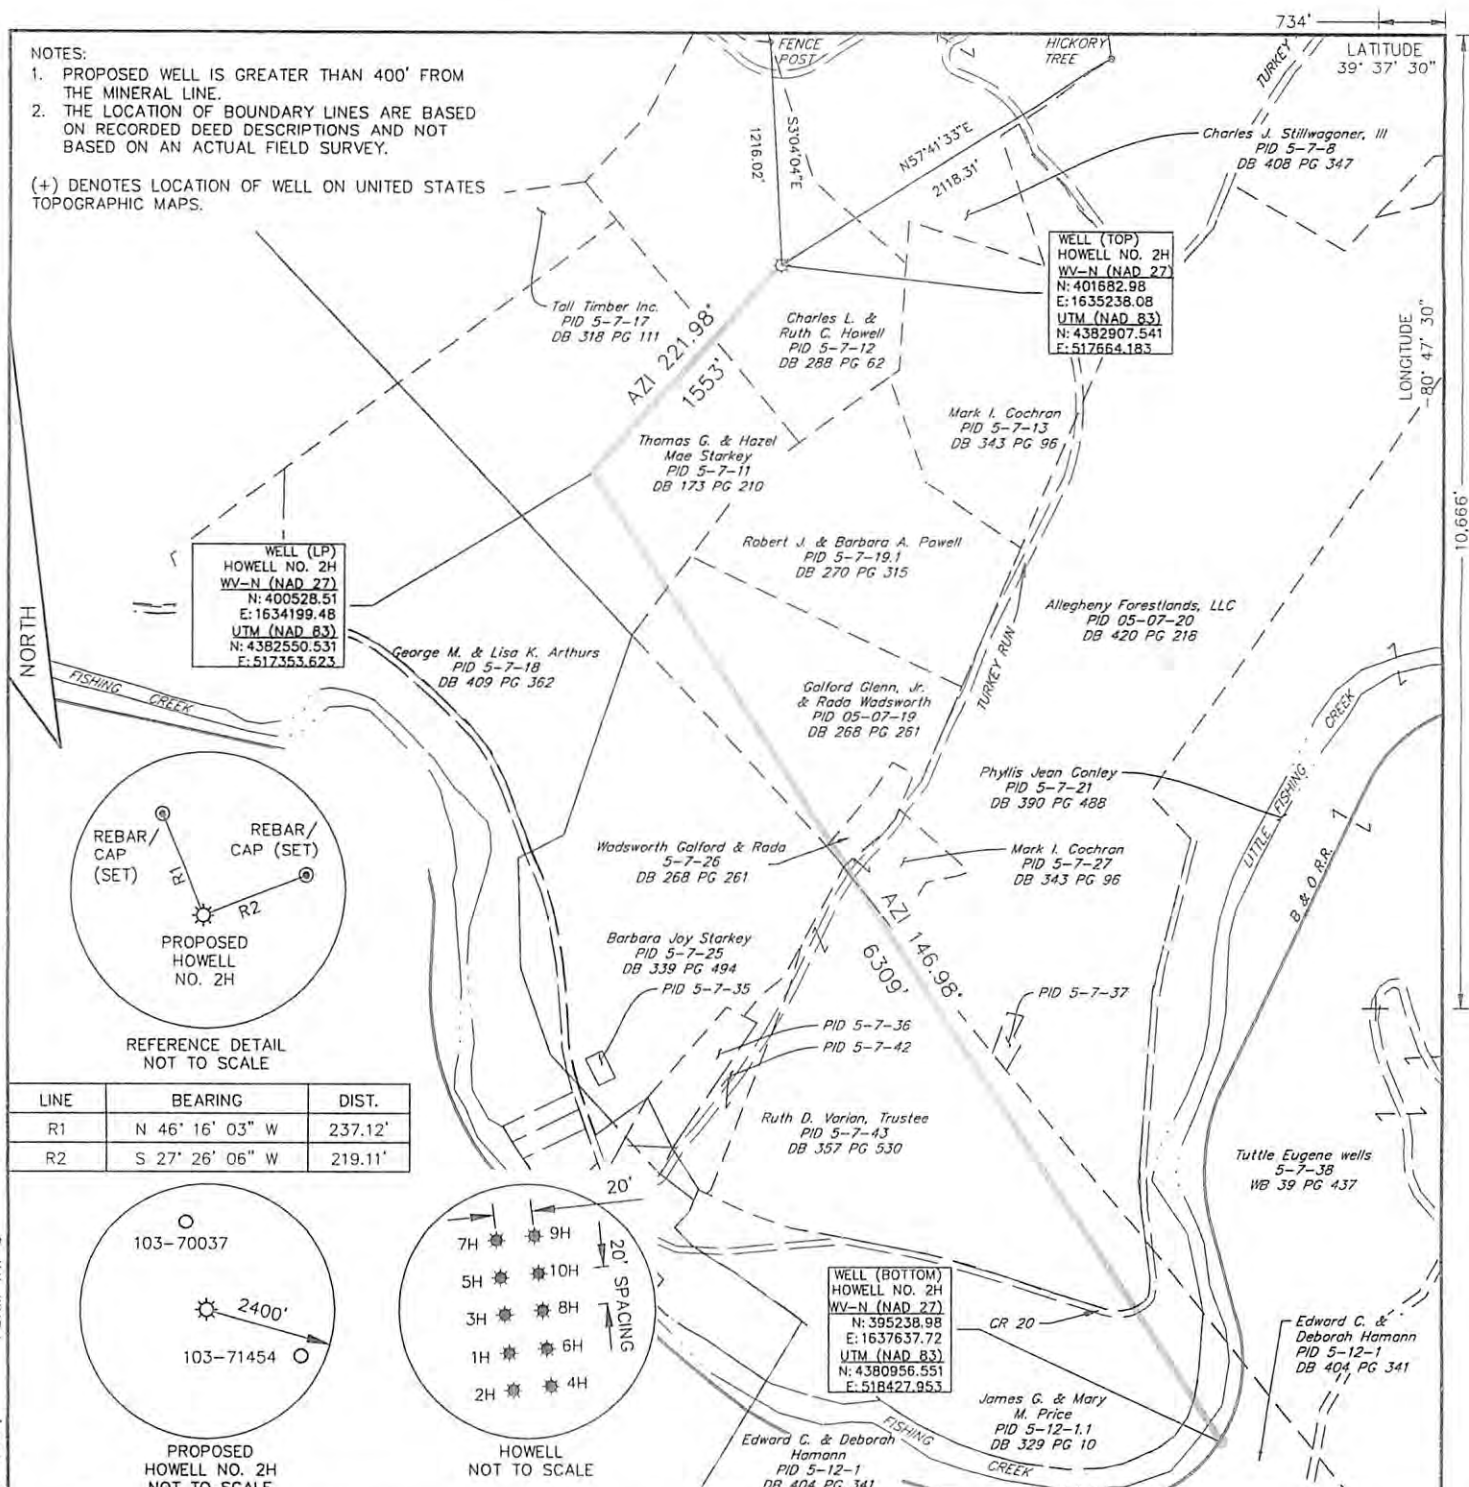 734'
NOTES:
1. PROPOSED WELL IS GREATER THAN 400' FROM
THE MINERAL LINE.
2. THE LOCATION OF BOUNDARY LINES ARE BASED
ON RECORDED DEED DESCRIPTIONS AND NOT
BASED ON AN ACTUAL FIELD SURVEY.
(+) DENOTES LOCATION OF WELL ON UNITED STATES
TOPOGRAPHIC MAPS.
FENCE
POST
HICKORY
TREE
TURKEY
LATITUDE
39° 37' 30"
S3°04'04"E
1216.02'
N57°41'33"E
2118.31'
Charles J. Stillwagoner, III
PID 5-7-8
DB 408 PG 347
WELL (TOP)
HOWELL NO. 2H
WV-N (NAD 27)
N: 401682.98
E: 1635238.08
UTM (NAD 83)
N: 4382907.541
E: 517664.183
Tall Timber Inc.
PID 5-7-17
DB 318 PG 111
Charles L. &
Ruth C. Howell
PID 5-7-12
DB 288 PG 62
AZI 221.98°
1553'
LONGITUDE
-80° 47' 30"
Mark I. Cochran
PID 5-7-13
DB 343 PG 96
Thomas G. & Hazel
Mae Starkey
PID 5-7-11
DB 173 PG 210
10,666'
Robert J. & Barbara A. Powell
PID 5-7-19.1
DB 270 PG 315
WELL (LP)
HOWELL NO. 2H
WV-N (NAD 27)
N: 400528.51
E: 1634199.48
UTM (NAD 83)
N: 4382550.531
E: 517353.623
NORTH
Allegheny Forestlands, LLC
PID 05-07-20
DB 420 PG 218
George M. & Lisa K. Arthurs
PID 5-7-18
DB 409 PG 362
TURKEY RUN
FISHING CREEK
Galford Glenn, Jr.
& Rada Wadsworth
PID 05-07-19
DB 268 PG 261
Phyllis Jean Conley
PID 5-7-21
DB 390 PG 488
LITTLE FISHING CREEK
B & O R.R.
REBAR/
CAP
(SET)
REBAR/
CAP (SET)
R1
R2
PROPOSED
HOWELL
NO. 2H
REFERENCE DETAIL
NOT TO SCALE
Wadsworth Galford & Rada
5-7-26
DB 268 PG 261
Mark I. Cochran
PID 5-7-27
DB 343 PG 96
AZI 146.98°
6309'
Barbara Joy Starkey
PID 5-7-25
DB 339 PG 494
PID 5-7-35
PID 5-7-37
PID 5-7-36
PID 5-7-42
LINE BEARING DIST.
R1 N 46° 16' 03" W 237.12'
R2 S 27° 26' 06" W 219.11'
Ruth D. Varian, Trustee
PID 5-7-43
DB 357 PG 530
Tuttle Eugene wells
5-7-38
WB 39 PG 437
103-70037
2400'
103-71454
PROPOSED
HOWELL NO. 2H
NOT TO SCALE
20'
20' SPACING
7H 9H
5H 10H
3H 8H
1H 6H
2H 4H
HOWELL
NOT TO SCALE
WELL (BOTTOM)
HOWELL NO. 2H
WV-N (NAD 27)
N: 395238.98
E: 1637637.72
UTM (NAD 83)
N: 4380956.551
E: 518427.953
CR 20
Edward C. &
Deborah Hamann
PID 5-12-1
DB 404 PG 341
James G. & Mary
M. Price
PID 5-12-1.1
DB 329 PG 10
FISHING
CREEK
Edward C. & Deborah
Hamann
PID 5-12-1
DB 404 PG 341